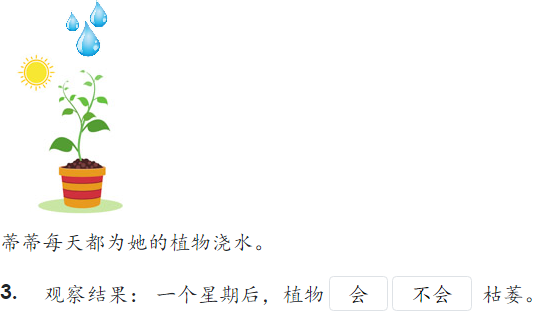 蒂蒂每天都为她的植物浇水。
3. 观察结果： 一个星期后，植物 会 不会 枯萎。